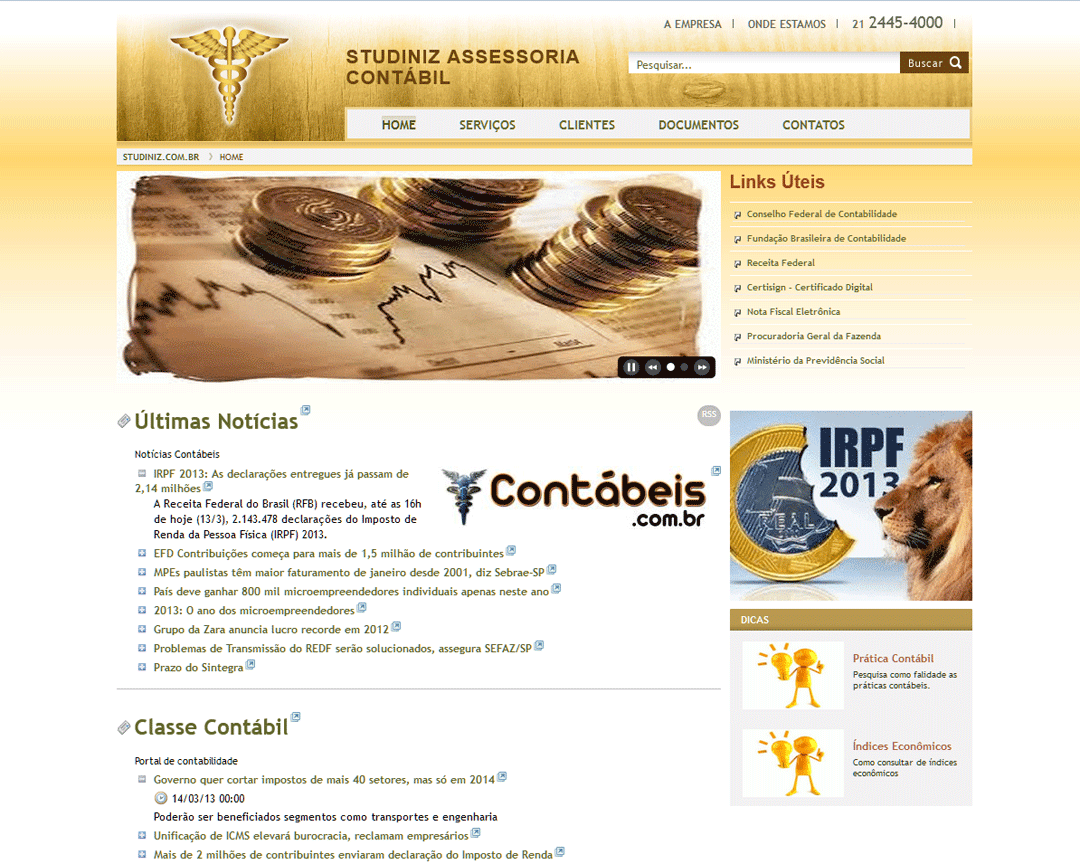 A EMPRESA | ONDE ESTAMOS | 21 2445-4000 |
STUDINIZ ASSESSORIA
CONTÁBIL
Pesquisar...
Buscar
HOME SERVIÇOS CLIENTES DOCUMENTOS CONTATOS
STUDINIZ.COM.BR > HOME
Links Úteis
Conselho Federal de Contabilidade
Fundação Brasileira de Contabilidade
Receita Federal
Certisign - Certificado Digital
Nota Fiscal Eletrônica
Procuradoria Geral da Fazenda
Ministério da Previdência Social
Últimas Notícias
RSS
Notícias Contábeis
IRPF 2013: As declarações entregues já passam de
2,14 milhões
A Receita Federal do Brasil (RFB) recebeu, até as 16h
de hoje (13/3), 2.143.478 declarações do Imposto de
Renda da Pessoa Física (IRPF) 2013.
Contábeis
.com.br
EFD Contribuições começa para mais de 1,5 milhão de contribuintes
MPEs paulistas têm maior faturamento de janeiro desde 2001, diz Sebrae-SP
País deve ganhar 800 mil microempreendedores individuais apenas neste ano
2013: O ano dos microempreendedores
Grupo da Zara anuncia lucro recorde em 2012
Problemas de Transmissão do REDF serão solucionados, assegura SEFAZ/SP
Prazo do Sintegra
IRPF
2013
REAL
DICAS
Prática Contábil
Pesquisa como falidade as
práticas contábeis.
Índices Econômicos
Como consultar de índices
econômicos
Classe Contábil
Portal de contabilidade
Governo quer cortar impostos de mais 40 setores, mas só em 2014
14/03/13 00:00
Poderão ser beneficiados segmentos como transportes e engenharia
Unificação de ICMS elevará burocracia, reclamam empresários
Mais de 2 milhões de contribuintes enviaram declaração do Imposto de Renda